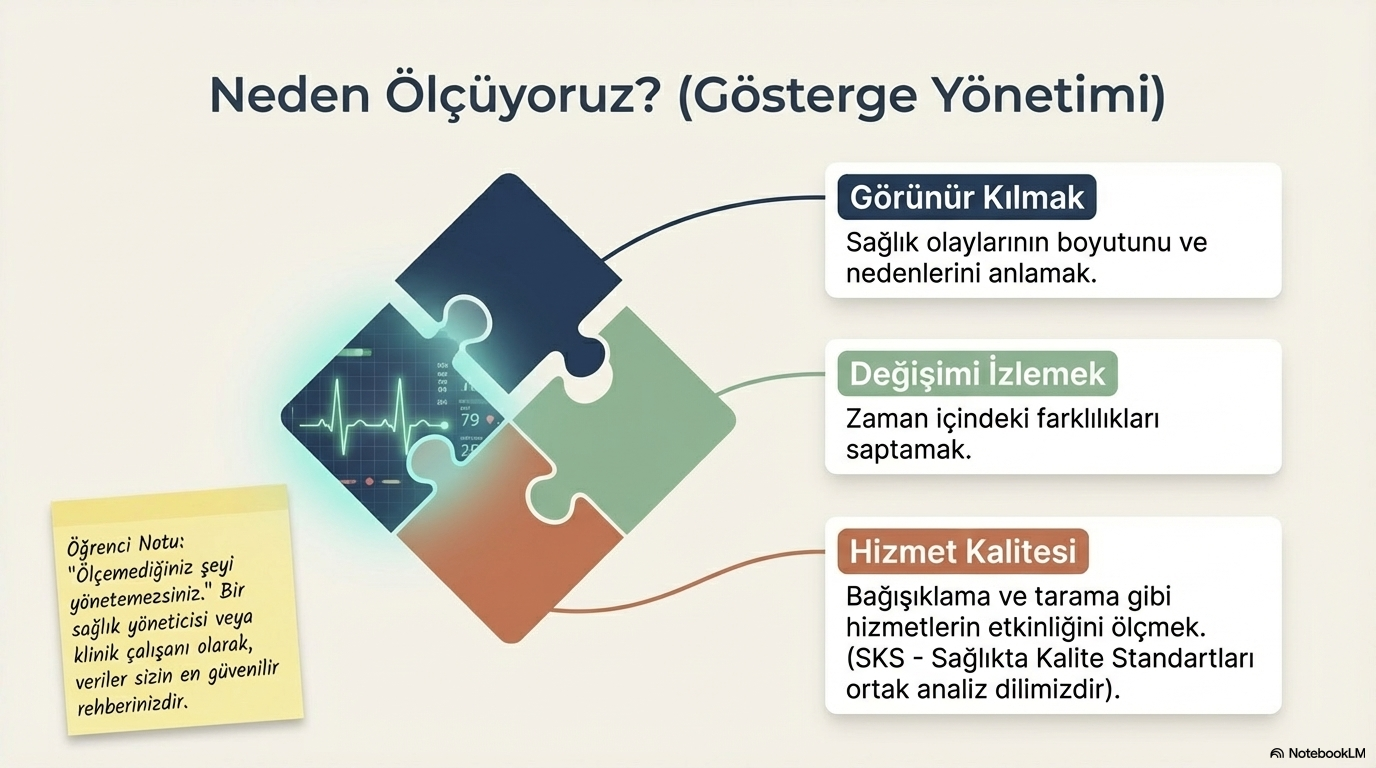 Neden Ölçüyoruz? (Gösterge Yönetimi)
Görünür Kılmak
Sağlık olaylarının boyutunu ve
nedenlerini anlamak.
Değişimi İzlemek
Zaman içindeki farklılıkları
saptamak.
Hizmet Kalitesi
Bağışıklama ve tarama gibi
hizmetlerin etkinliğini ölçmek.
(SKS - Sağlıkta Kalite Standartları
ortak analiz dilimizdir).
79
Öğrenci Notu:
"Ölçemediğiniz şeyi
yönetemezsiniz." Bir
sağlık yöneticisi veya
klinik çalışanı olarak,
veriler sizin en güvenilir
rehberinizdir.
NotebookLM